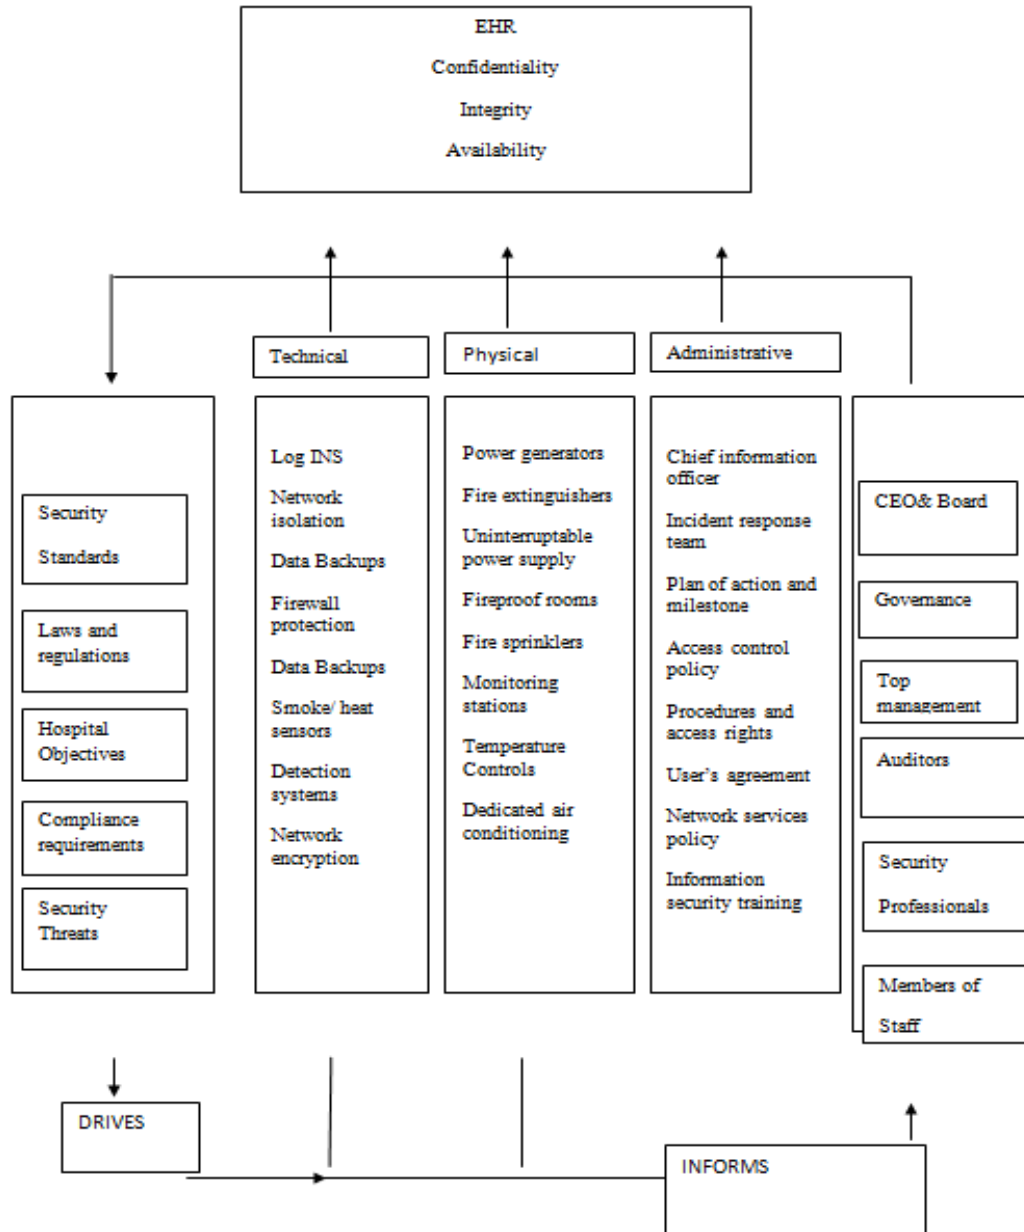 EHR
Confidentiality
Integrity
Availability
Technical
Physical
Administrative
Security
Standards
Laws and
regulations
Hospital
Objectives
Compliance
requirements
Security
Threats
Log INS
Network
isolation
Data Backups
Firewall
protection
Data Backups
Smoke/ heat
sensors
Detection
systems
Network
encryption
Power generators
Fire extinguishers
Uninterruptable
power supply
Fireproof rooms
Fire sprinklers
Monitoring
stations
Temperature
Controls
Dedicated air
conditioning
Chief information
officer
Incident response
team
Plan of action and
milestone
Access control
policy
Procedures and
access rights
User's agreement
Network services
policy
Information
security training
CEO& Board
Governance
Top
management
Auditors
Security
Professionals
Members of
Staff
DRIVES
INFORMS